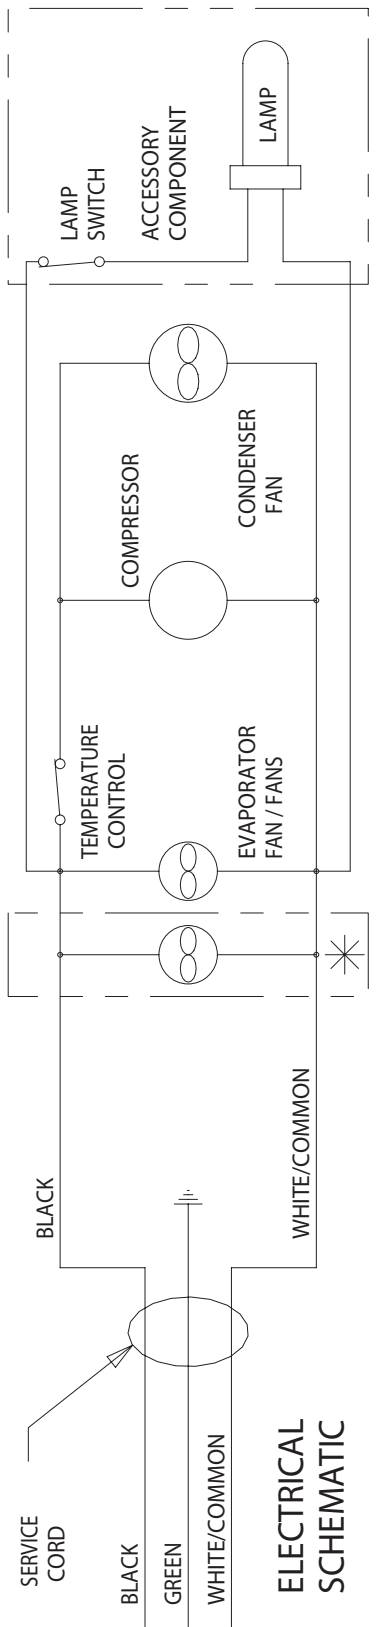 SERVICE
CORD
BLACK
GREEN
WHITE/COMMON
ELECTRICAL
SCHEMATIC
BLACK
WHITE/COMMON
TEMPERATURE
CONTROL
EVAPORATOR
FAN / FANS
COMPRESSOR
CONDENSER
FAN
LAMP
SWITCH
ACCESSORY
COMPONENT
LAMP